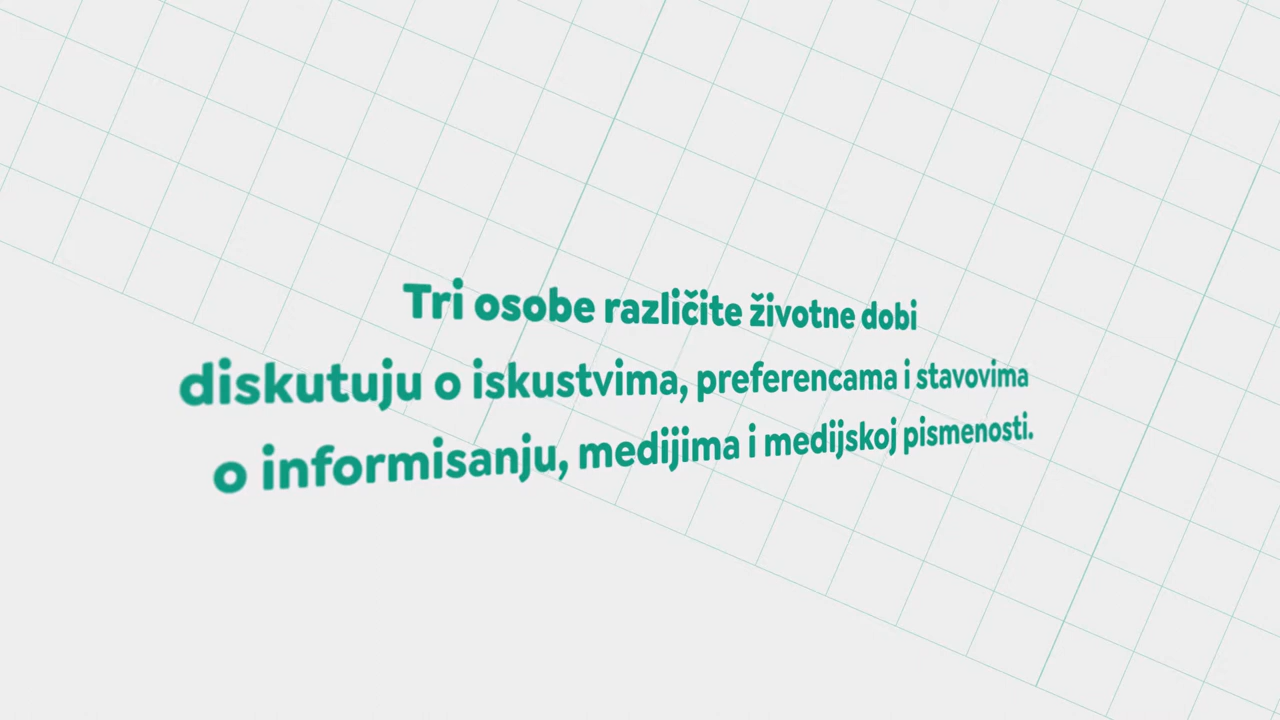 Tri osobe različite životne dobi
diskutuju o iskustvima, preferencama i stavovima
o informisanju, medijima i medijskoj pismenosti.